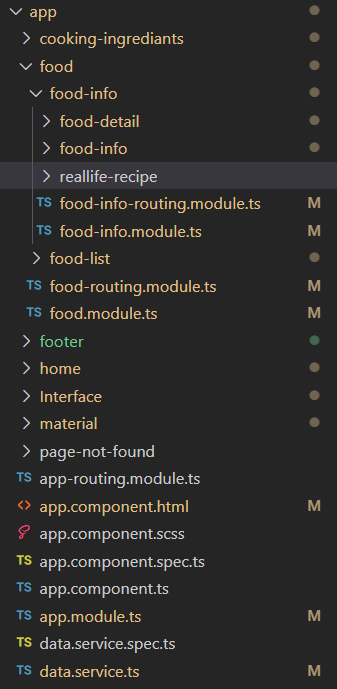 app
cooking-ingrediants
food
food-info
food-detail
food-info
reallife-recipe
TS food-info-routing.module.ts M
TS food-info.module.ts M
food-list
TS food-routing.module.ts M
TS food.module.ts M
footer
home
Interface
material
page-not-found
TS app-routing.module.ts
<> app.component.html M
app.component.scss
TS app.component.spec.ts
TS app.component.ts
TS app.module.ts M
TS data.service.spec.ts
TS data.service.ts M